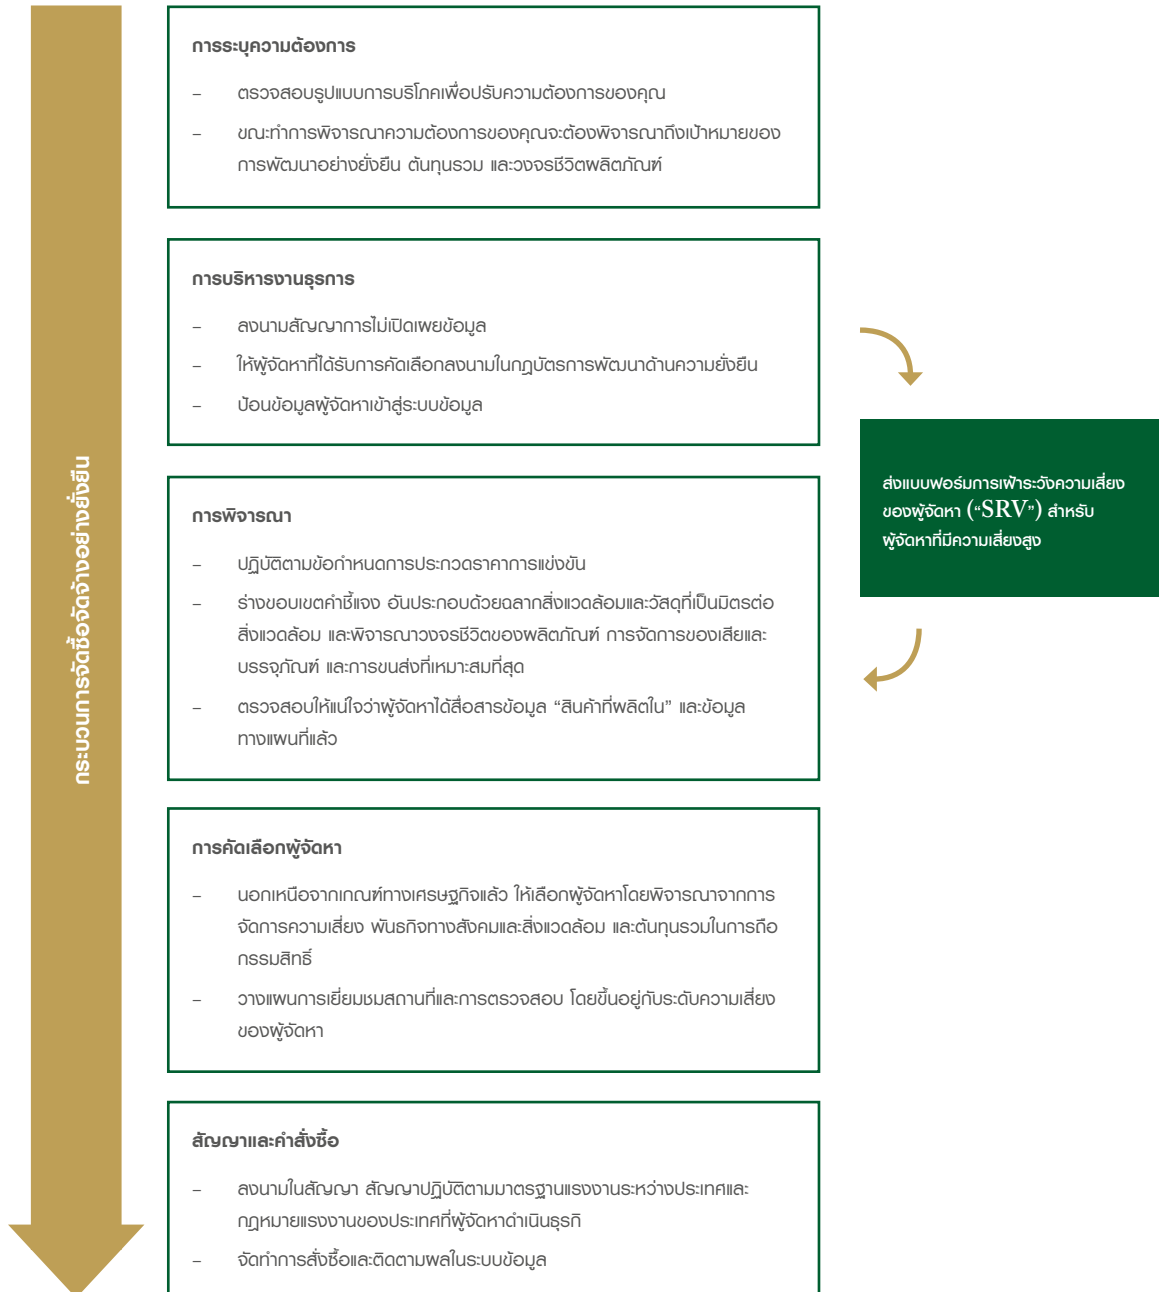 กระบวนการจัดซื้อจัดจ้างอย่างยั่งยืน
การระบุความต้องการ
– ตรวจสอบรูปแบบการบริโภคเพื่อปรับความต้องการของคุณ
– ขณะทำการพิจารณาความต้องการของคุณจะต้องพิจารณาถึงเป้าหมายของ
การพัฒนาอย่างยั่งยืน ต้นทุนรวม และวงจรชีวิตผลิตภัณฑ์
การบริหารงานธุรการ
– ลงนามสัญญาการไม่เปิดเผยข้อมูล
– ให้ผู้จัดหาที่ได้รับการคัดเลือกลงนามในกฎบัตรการพัฒนาด้านความยั่งยืน
– ป้อนข้อมูลผู้จัดหาเข้าสู่ระบบข้อมูล
ส่งแบบฟอร์มการเฝ้าระวังความเสี่ยง
ของผู้จัดหา (“SRV”) สำหรับ
ผู้จัดหาที่มีความเสี่ยงสูง
การพิจารณา
– ปฏิบัติตามข้อกำหนดการประกวดราคาการแข่งขัน
– ร่างขอบเขตคำชี้แจง อันประกอบด้วยฉลากสิ่งแวดล้อมและวัสดุที่เป็นมิตรต่อ
สิ่งแวดล้อม และพิจารณาวงจรชีวิตของผลิตภัณฑ์ การจัดการของเสียและ
บรรจุภัณฑ์ และการขนส่งที่เหมาะสมที่สุด
– ตรวจสอบให้แน่ใจว่าผู้จัดหาได้สื่อสารข้อมูล “สินค้าที่ผลิตใน” และข้อมูล
ทางแผนที่แล้ว
การคัดเลือกผู้จัดหา
– นอกเหนือจากเกณฑ์ทางเศรษฐกิจแล้ว ให้เลือกผู้จัดหาโดยพิจารณาจากการ
จัดการความเสี่ยง พันธกิจทางสังคมและสิ่งแวดล้อม และต้นทุนรวมในการถือ
กรรมสิทธิ์
– วางแผนการเยี่ยมชมสถานที่และการตรวจสอบ โดยขึ้นอยู่กับระดับความเสี่ยง
ของผู้จัดหา
สัญญาและคำสั่งซื้อ
– ลงนามในสัญญา สัญญาปฏิบัติตามมาตรฐานแรงงานระหว่างประเทศและ
กฎหมายแรงงานของประเทศที่ผู้จัดหาดำเนินธุรกิ
– จัดทำการสั่งซื้อและติดตามผลในระบบข้อมูล